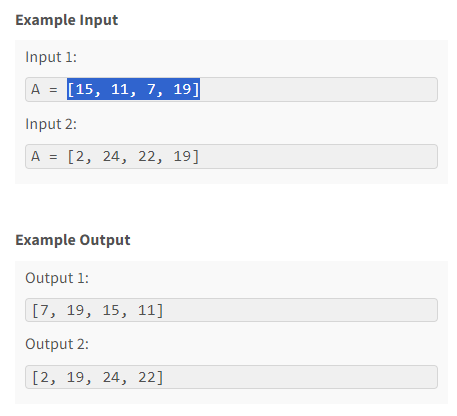 Example Input
Input 1:
A = [15, 11, 7, 19]
Input 2:
A = [2, 24, 22, 19]
Example Output
Output 1:
[7, 19, 15, 11]
Output 2:
[2, 19, 24, 22]